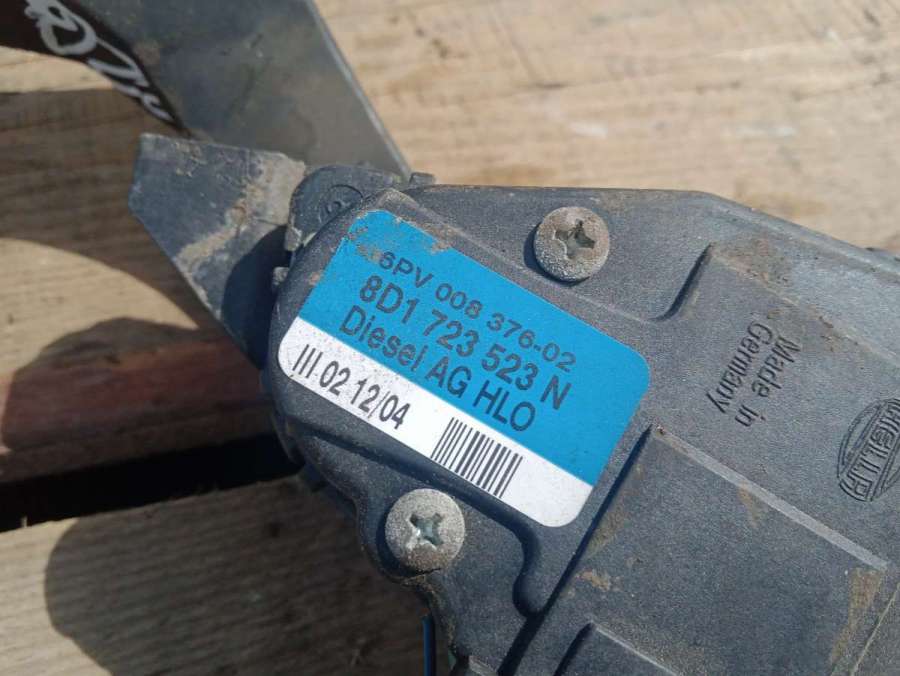 6PV 008 376-02
8D1 723 523 N
Diesel AG HLO
III 02 12/04
Made in
Germany
HELLA